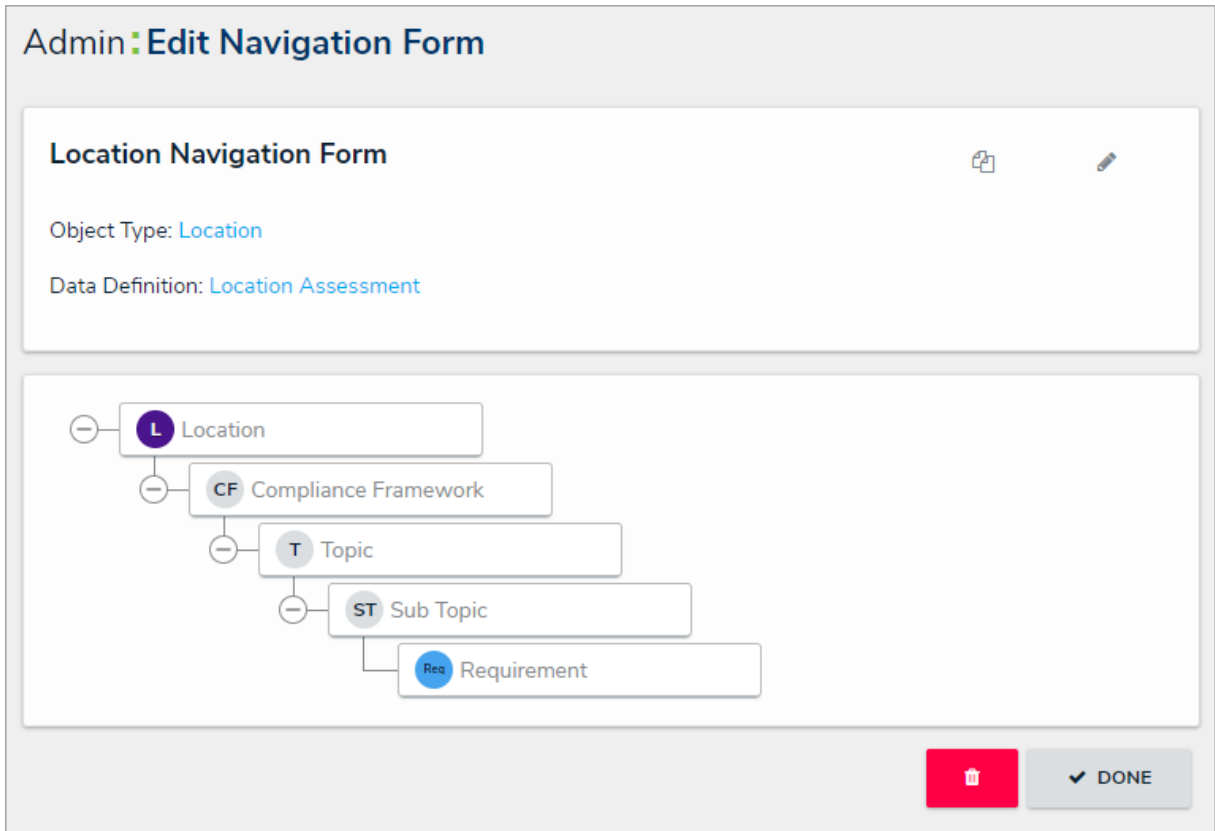 Admin:Edit Navigation Form
Location Navigation Form
Object Type: Location
Data Definition: Location Assessment
L Location
CF Compliance Framework
T Topic
ST Sub Topic
Req Requirement
DONE